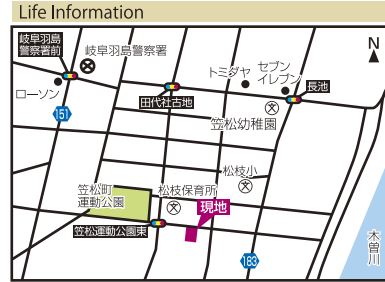 Life Information
岐阜羽島
警察署前
岐阜羽島警察署
N
トミダヤ
セブン
イレブン
ローソン
田代社古地
長池
151
笠松幼稚園
松枝小
笠松町
運動公園
松枝保育所
現地
笠松運動公園東
183
木曽川